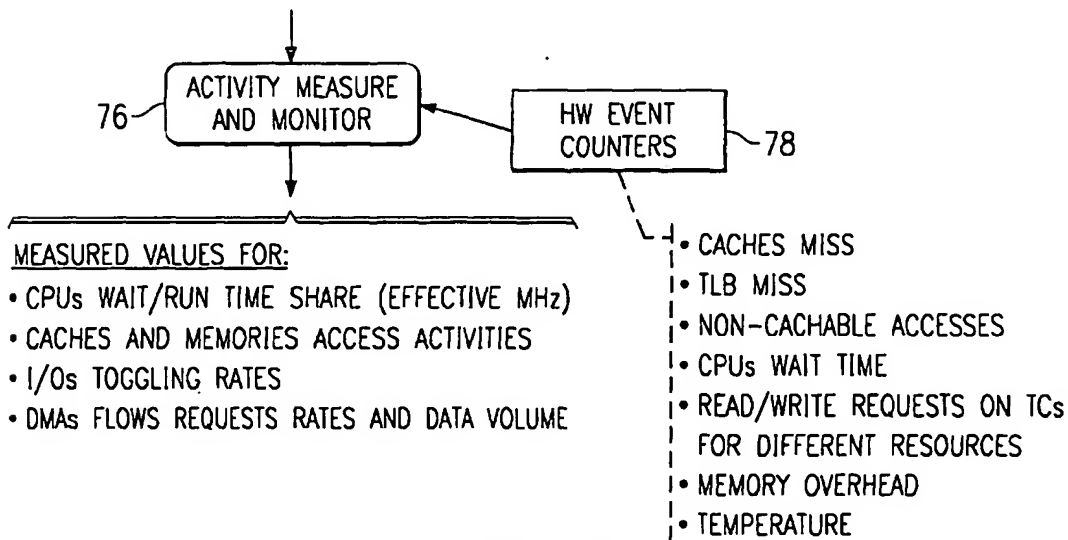 76
ACTIVITY MEASURE
AND MONITOR
HW EVENT
COUNTERS
78
MEASURED VALUES FOR:
• CPUs WAIT/RUN TIME SHARE (EFFECTIVE MHz)
• CACHES AND MEMORIES ACCESS ACTIVITIES
• I/Os TOGGLING RATES
• DMAs FLOWS REQUESTS RATES AND DATA VOLUME
• CACHES MISS
• TLB MISS
• NON-CACHABLE ACCESSES
• CPUs WAIT TIME
• READ/WRITE REQUESTS ON TCs
FOR DIFFERENT RESOURCES
• MEMORY OVERHEAD
• TEMPERATURE